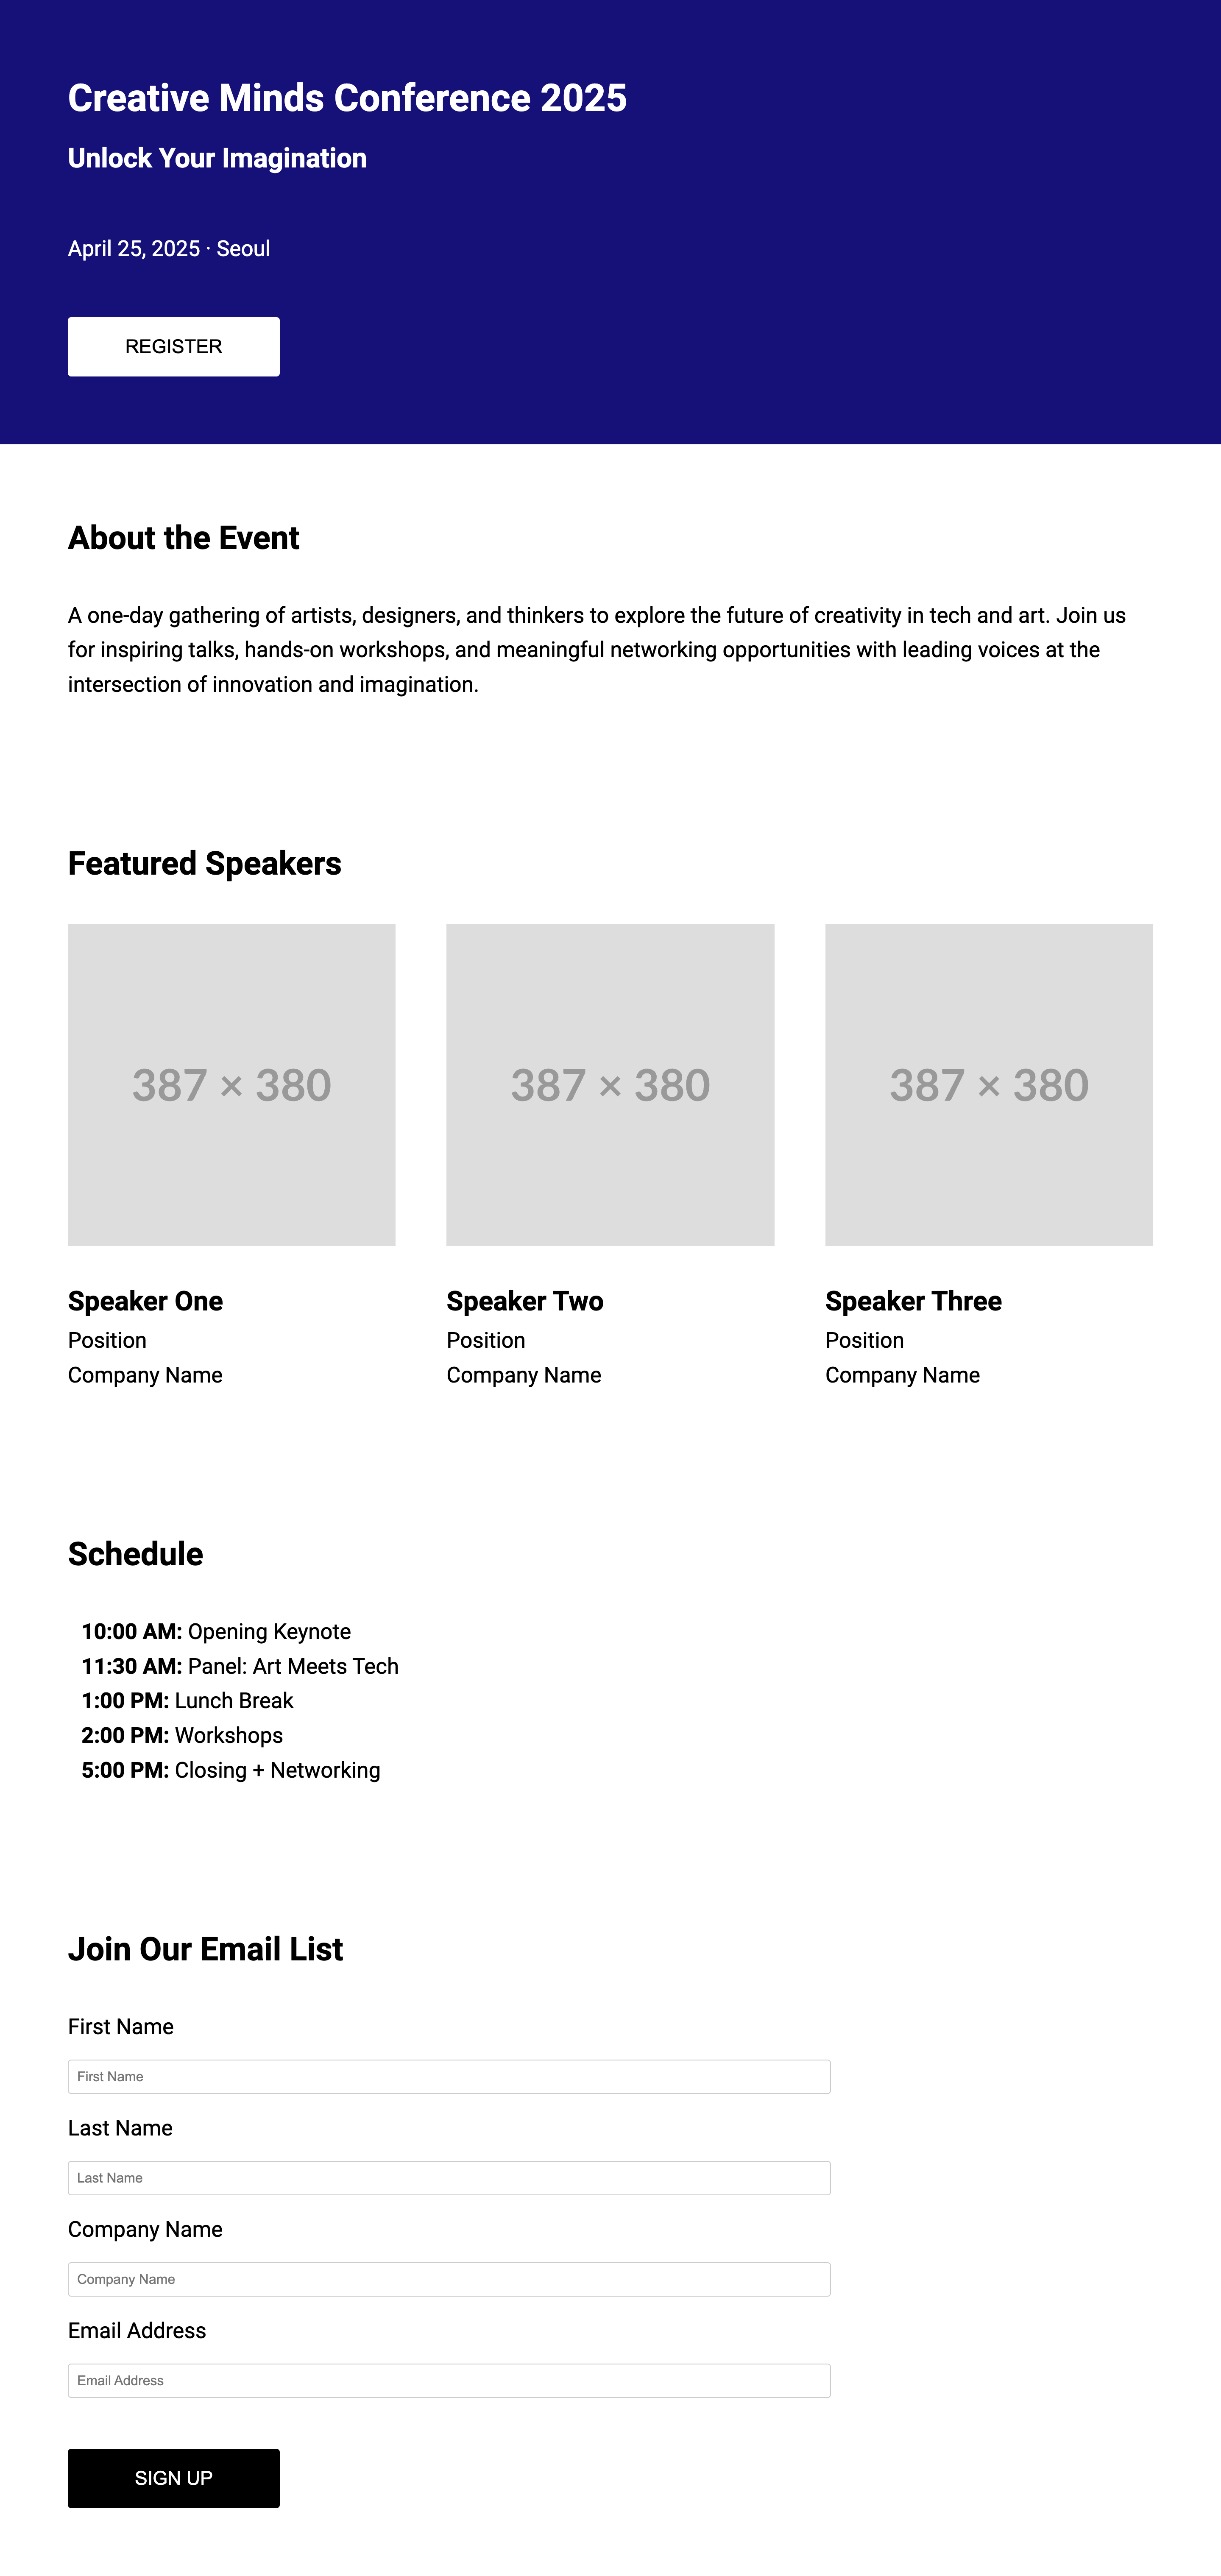 Creative Minds Conference 2025
Unlock Your Imagination
April 25, 2025 · Seoul
REGISTER
About the Event
A one-day gathering of artists, designers, and thinkers to explore the future of creativity in tech and art. Join us
for inspiring talks, hands-on workshops, and meaningful networking opportunities with leading voices at the
intersection of innovation and imagination.
Featured Speakers
387 × 380
387 × 380
387 × 380
Speaker One
Position
Company Name
Speaker Two
Position
Company Name
Speaker Three
Position
Company Name
Schedule
10:00 AM: Opening Keynote
11:30 AM: Panel: Art Meets Tech
1:00 PM: Lunch Break
2:00 PM: Workshops
5:00 PM: Closing + Networking
Join Our Email List
First Name
First Name
Last Name
Last Name
Company Name
Company Name
Email Address
Email Address
SIGN UP